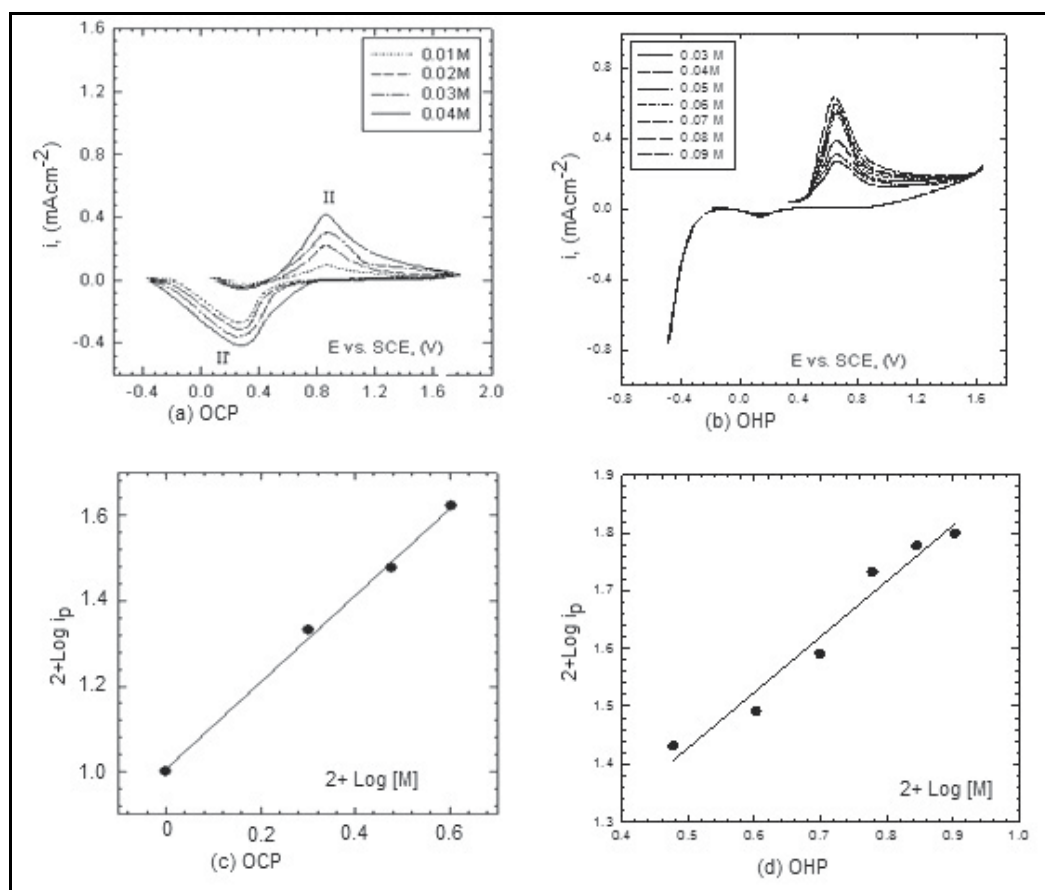 1.6
1.2
0.8
0.4
0.0
-0.4
i, (mAcm-2)
0.01M
0.02M
0.03M
0.04M
II
II'
E vs. SCE, (V)
-0.4 0.0 0.4 0.8 1.2 1.6 2.0
(a) OCP
0.8
0.4
0.0
-0.4
-0.8
i, (mAcm-2)
0.03 M
0.04M
0.05 M
0.06 M
0.07 M
0.08 M
0.09 M
E vs. SCE, (V)
-0.8 -0.4 0.0 0.4 0.8 1.2 1.6
(b) OHP
1.6
1.4
1.2
1.0
2+Log ip
2+ Log [M]
0 0.2 0.4 0.6
(c) OCP
1.9
1.8
1.7
1.6
1.5
1.4
1.3
2+Log ip
2+ Log [M]
0.4 0.5 0.6 0.7 0.8 0.9 1.0
(d) OHP